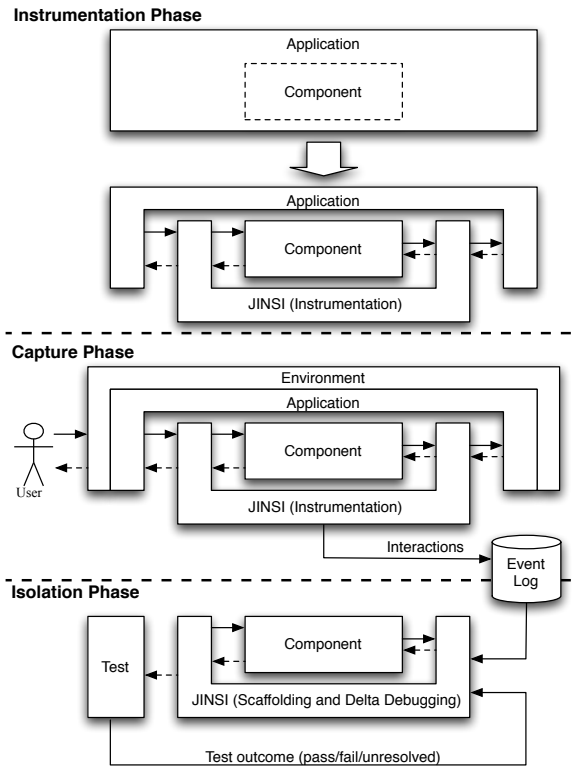 Instrumentation Phase
Application
Component
Application
Component
JINSI (Instrumentation)
Capture Phase
Environment
Application
Component
User
JINSI (Instrumentation)
Interactions
Event
Log
Isolation Phase
Component
Test
JINSI (Scaffolding and Delta Debugging)
Test outcome (pass/fail/unresolved)